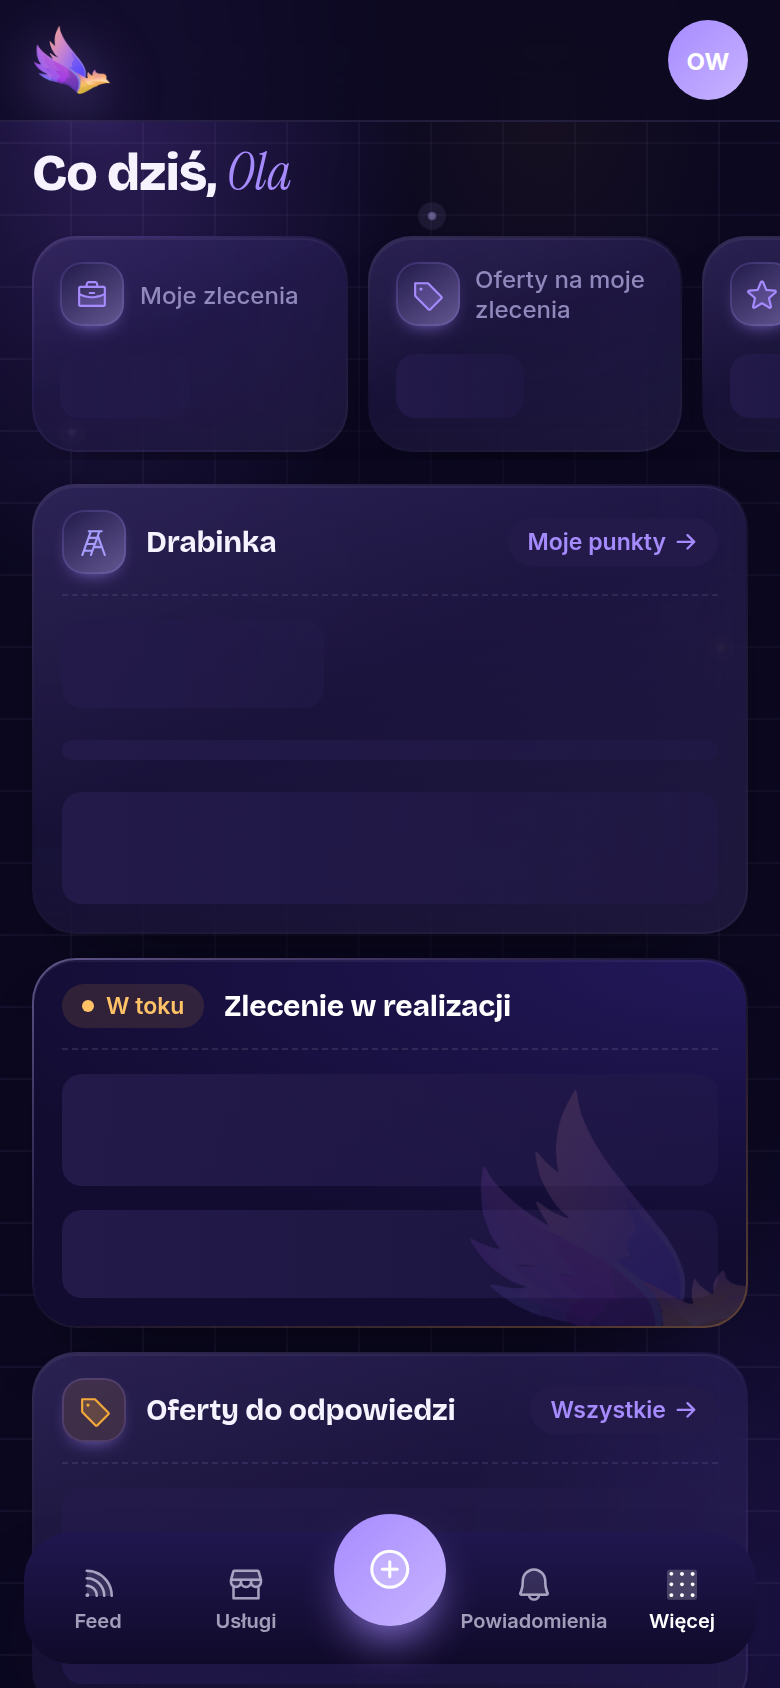 OW
Co dziś, Ola
Moje zlecenia
Oferty na moje
zlecenia
Drabinka
Moje punkty →
W toku
Zlecenie w realizacji
Oferty do odpowiedzi
Wszystkie →
Feed
Usługi
Powiadomienia
Więcej